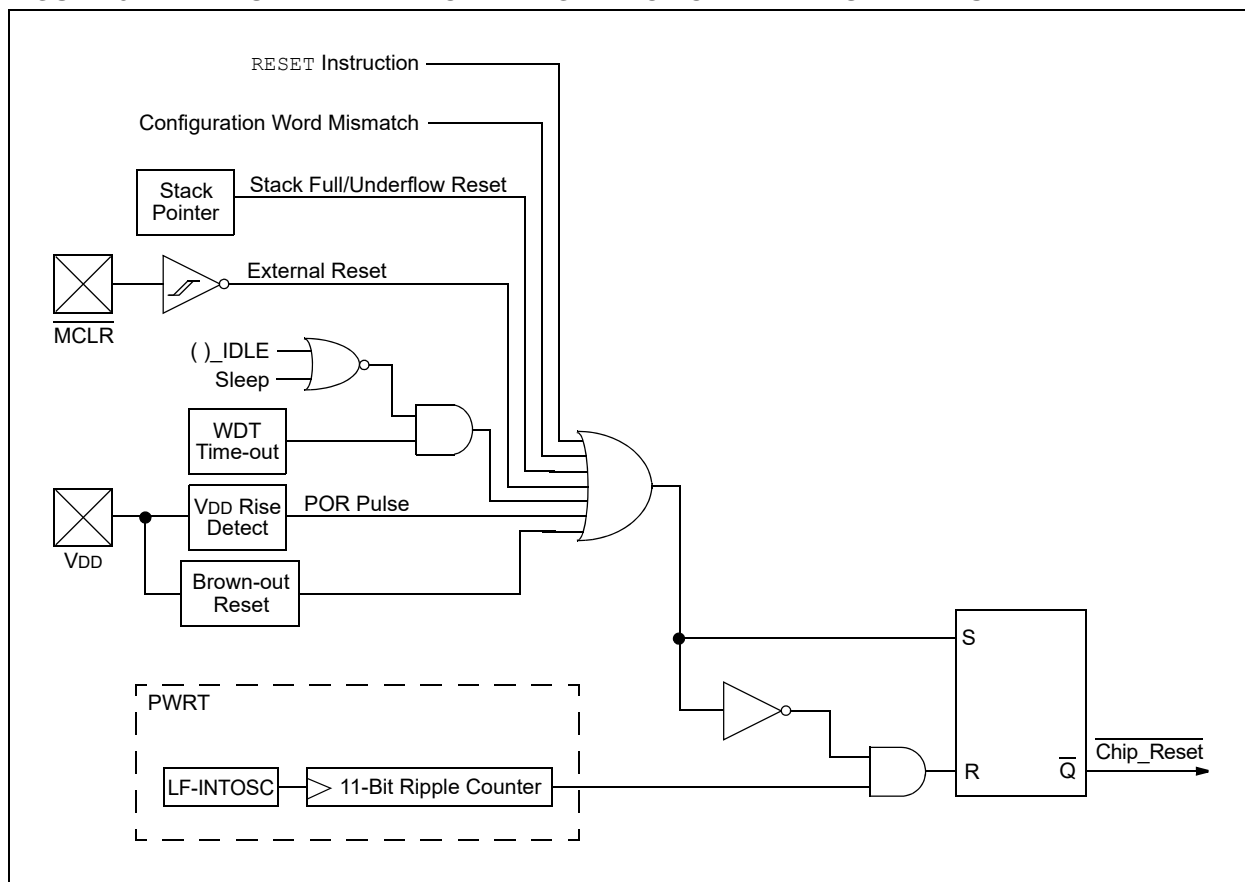 RESET Instruction
Configuration Word Mismatch
Stack
Pointer
Stack Full/Underflow Reset
External Reset
MCLR
( )_IDLE
Sleep
WDT
Time-out
VDD
VDD Rise
Detect
POR Pulse
Brown-out
Reset
PWRT
LF-INTOSC
11-Bit Ripple Counter
S
R
Q
Chip_Reset